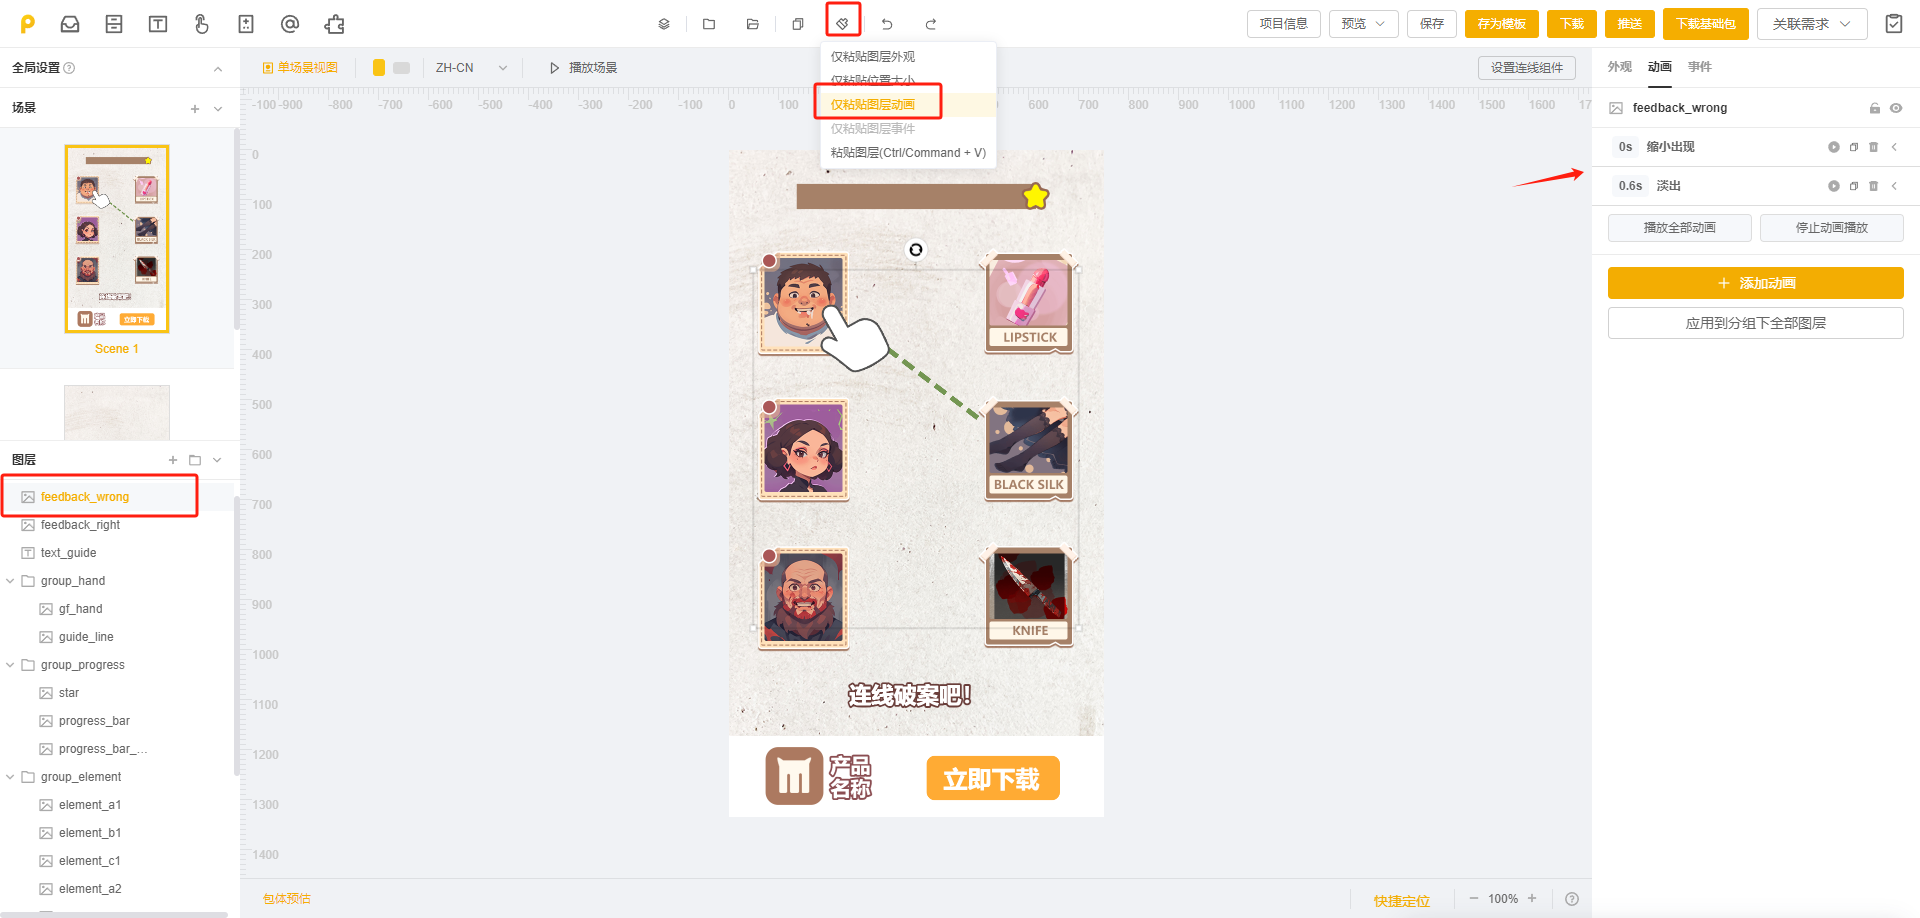 项目信息
预览
保存
存为模板
下载
推送
下载基础包
关联需求
全局设置
单场景视图
ZH-CN
播放场景
设置连线组件
仅粘贴图层外观
仅粘贴位置大小
仅粘贴图层动画
仅粘贴图层事件
粘贴图层(Ctrl/Command + V)
外观 动画 事件
场景
-100 -900 -800 -700 -600 -500 -400 -300 -200 -100 0 100 600 700 800 900 1000 1100 1200 1300 1400 1500 1600 17
feedback_wrong
0s 缩小出现
0.6s 淡出
播放全部动画 停止动画播放
添加动画
应用到分组下全部图层
Scene 1
图层
feedback_wrong
feedback_right
text_guide
group_hand
gf_hand
guide_line
group_progress
star
progress_bar
progress_bar_...
group_element
element_a1
element_b1
element_c1
element_a2
0
100
200
300
400
500
600
700
800
900
1000
1100
1200
1300
1400
LIPSTICK
BLACK SILK
KNIFE
连线破案吧!
产品
名称
立即下载
包体预估
快捷定位
100%